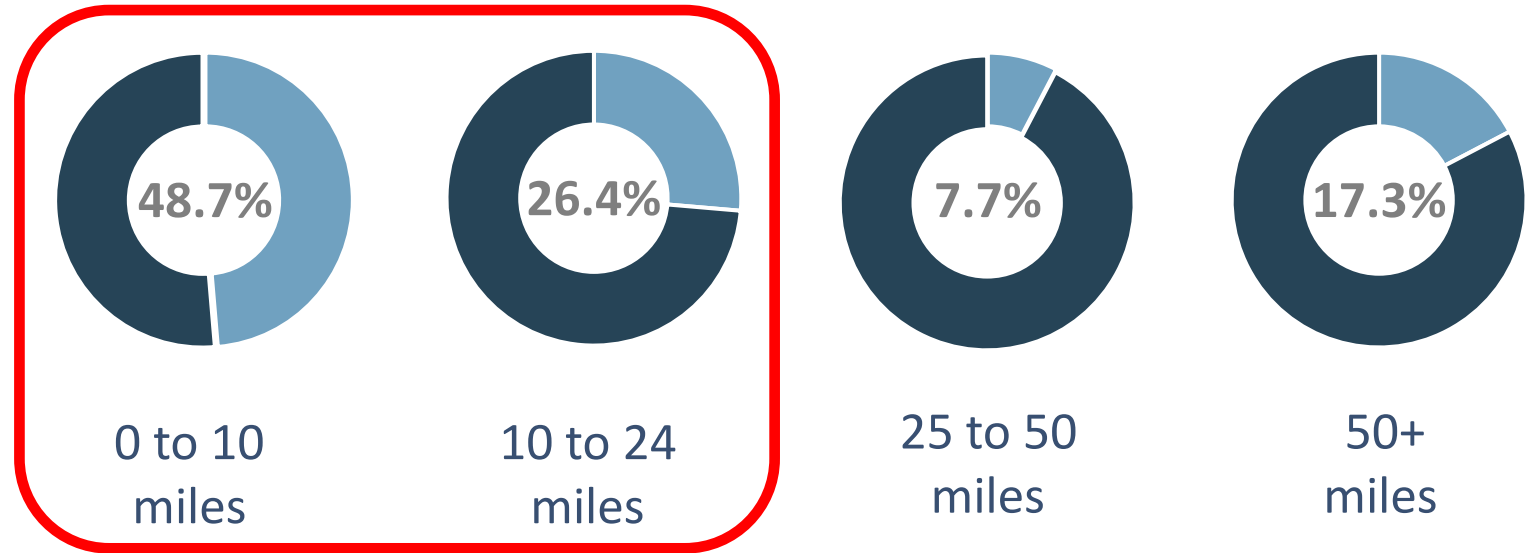 48.7%
26.4%
7.7%
17.3%
0 to 10
miles
10 to 24
miles
25 to 50
miles
50+
miles